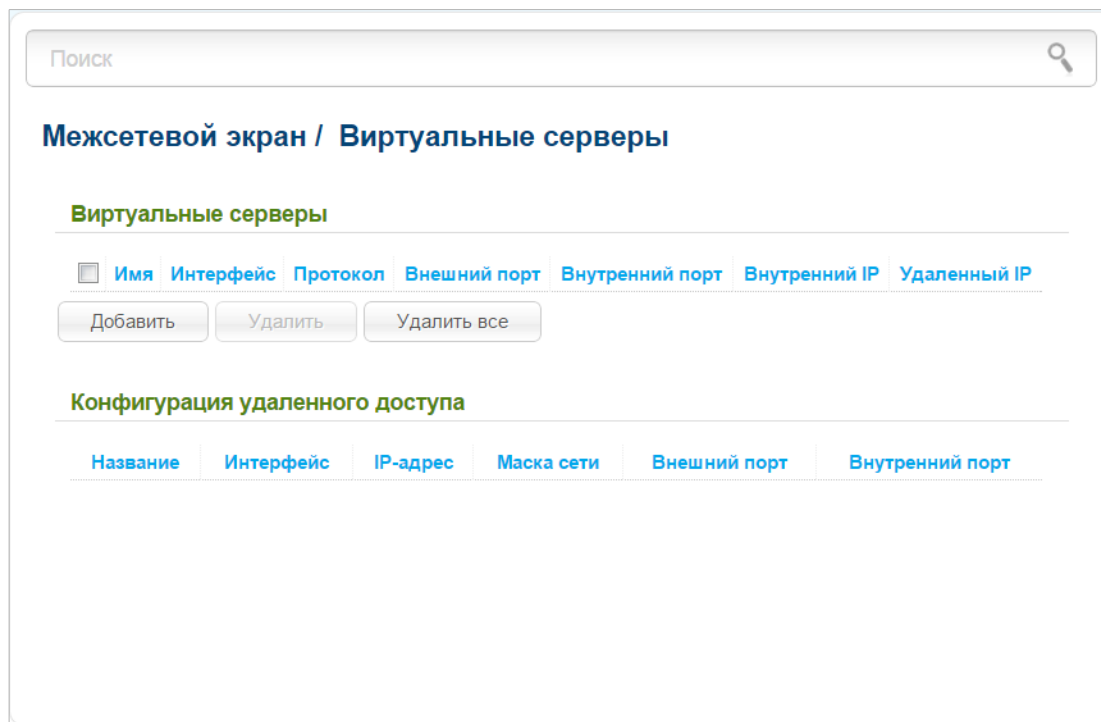 Поиск
Межсетевой экран / Виртуальные серверы
Виртуальные серверы
Имя Интерфейс Протокол Внешний порт Внутренний порт Внутренний IP Удаленный IP
Добавить Удалить Удалить все
Конфигурация удаленного доступа
Название Интерфейс IP-адрес Маска сети Внешний порт Внутренний порт